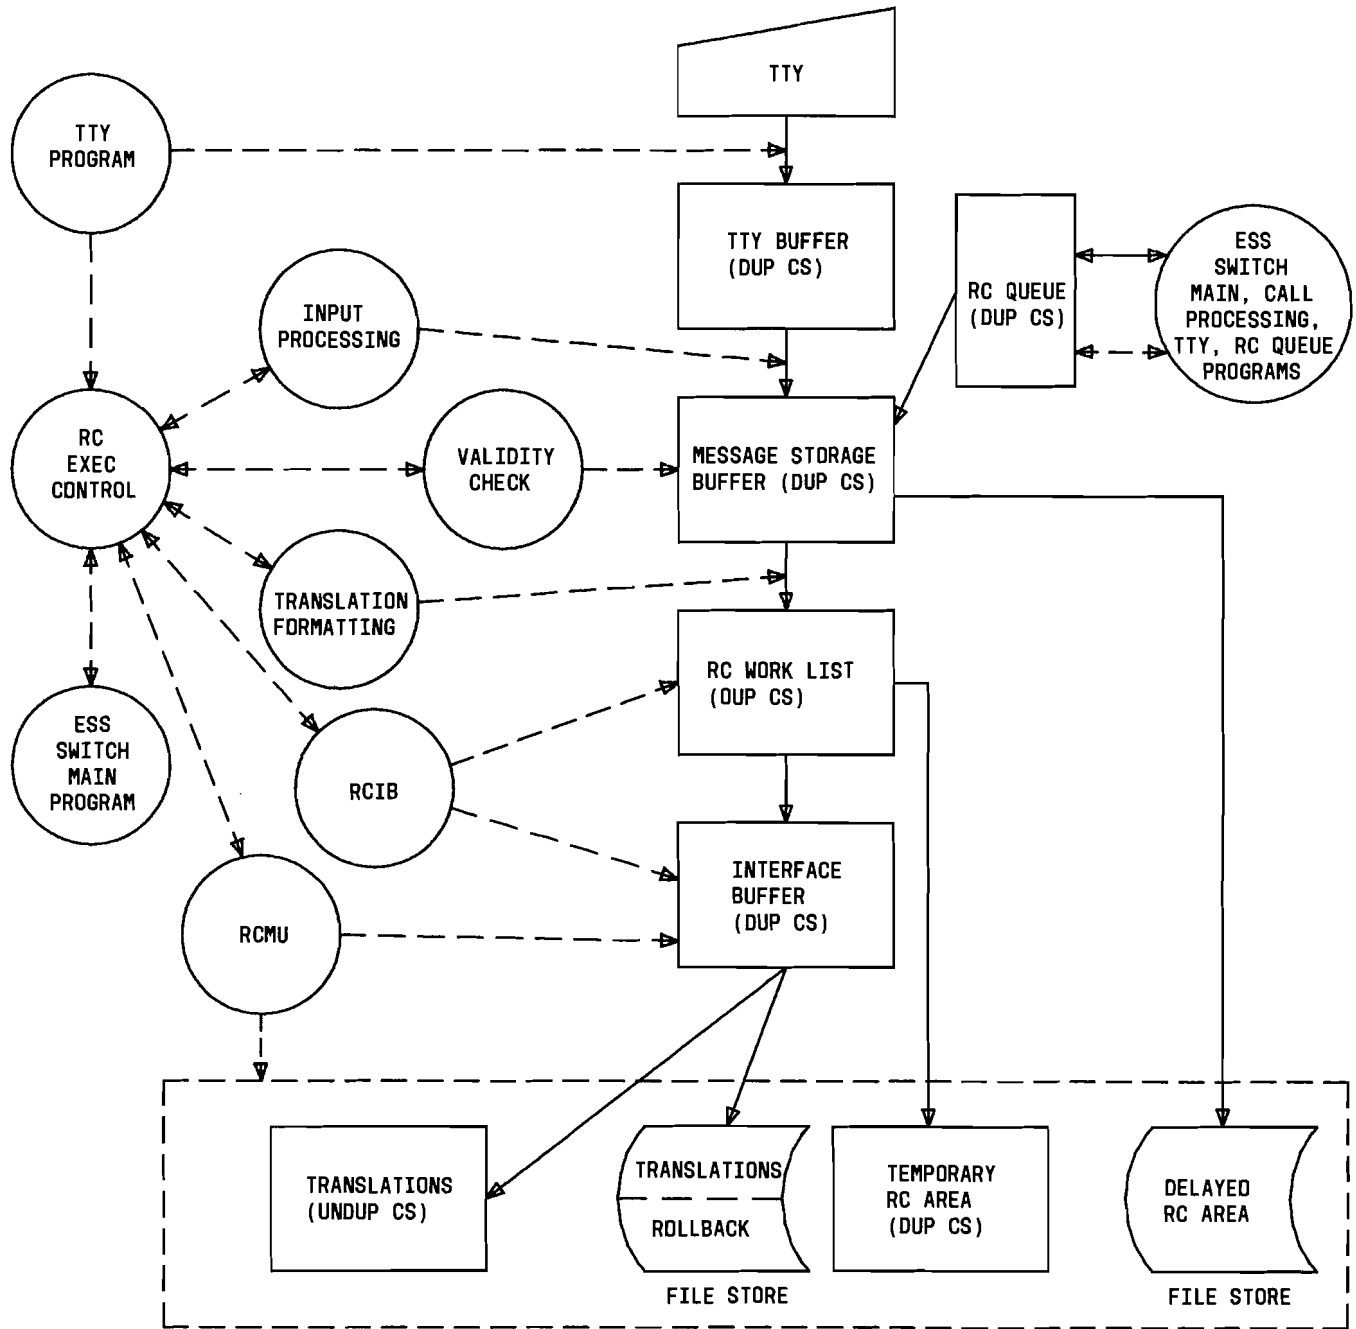 TTY
TTY
PROGRAM
TTY BUFFER
(DUP CS)
RC QUEUE
(DUP CS)
ESS
SWITCH
MAIN, CALL
PROCESSING,
TTY, RC QUEUE
PROGRAMS
INPUT
PROCESSING
RC
EXEC
CONTROL
VALIDITY
CHECK
MESSAGE STORAGE
BUFFER (DUP CS)
TRANSLATION
FORMATTING
RC WORK LIST
(DUP CS)
ESS
SWITCH
MAIN
PROGRAM
RCIB
INTERFACE
BUFFER
(DUP CS)
RCMU
TRANSLATIONS
(UNDUP CS)
TRANSLATIONS
ROLLBACK
FILE STORE
TEMPORARY
RC AREA
(DUP CS)
DELAYED
RC AREA
FILE STORE